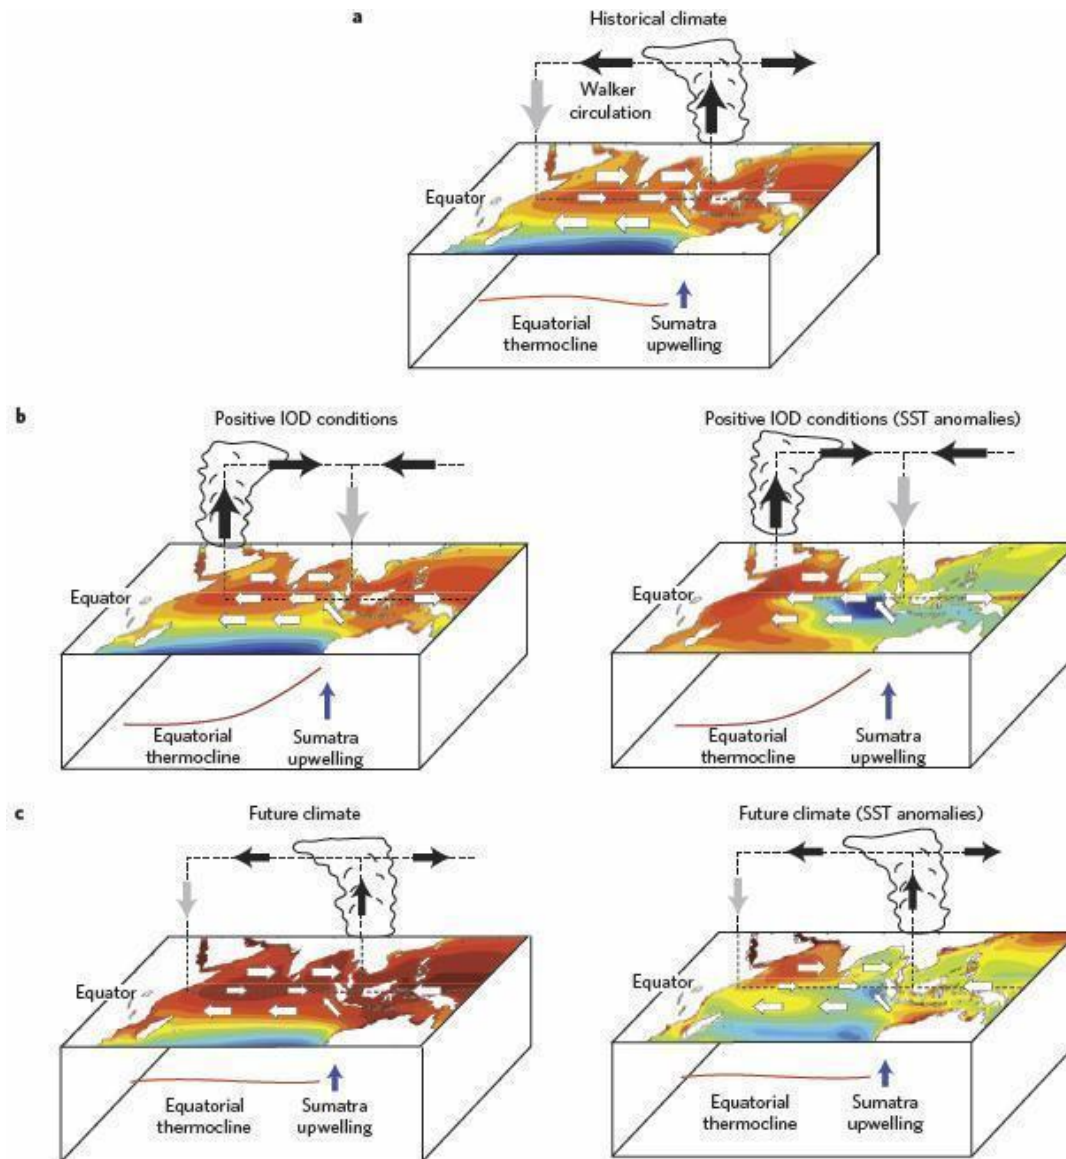 a
Historical climate
Walker
circulation
Equator
Equatorial
thermocline
Sumatra
upwelling
b
Positive IOD conditions
Equator
Equatorial
thermocline
Sumatra
upwelling
Positive IOD conditions (SST anomalies)
Equator
Equatorial
thermocline
Sumatra
upwelling
c
Future climate
Equator
Equatorial
thermocline
Sumatra
upwelling
Future climate (SST anomalies)
Equator
Equatorial
thermocline
Sumatra
upwelling